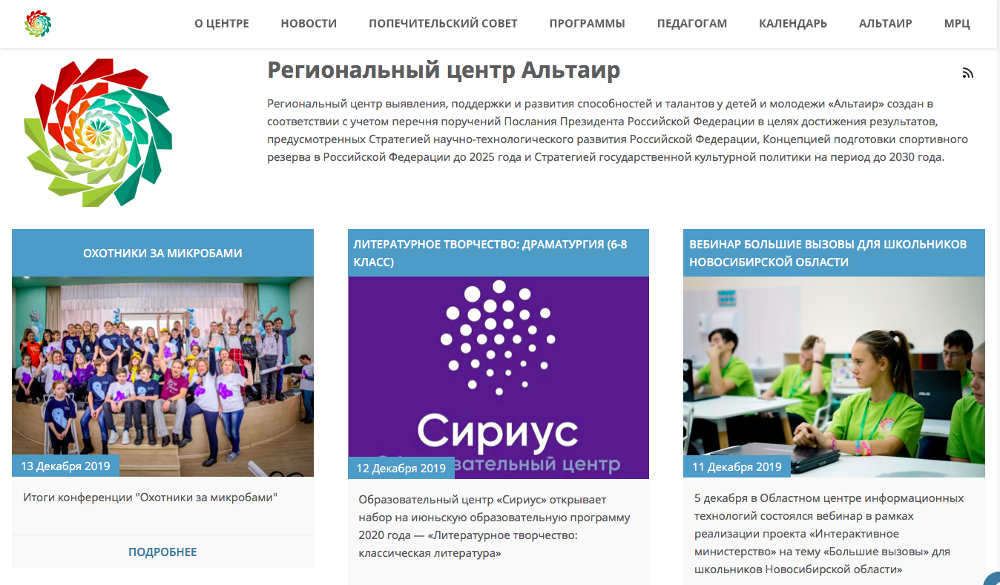 О ЦЕНТРЕ НОВОСТИ ПОПЕЧИТЕЛЬСКИЙ СОВЕТ ПРОГРАММЫ ПЕДАГОГАМ КАЛЕНДАРЬ АЛЬТАИР МРЦ
Региональный центр Альтаир
Региональный центр выявления, поддержки и развития способностей и талантов у детей и молодежи «Альтаир» создан в
соответствии с учетом перечня поручений Послания Президента Российской Федерации в целях достижения результатов,
предусмотренных Стратегией научно-технологического развития Российской Федерации, Концепцией подготовки спортивного
резерва в Российской Федерации до 2025 года и Стратегией государственной культурной политики на период до 2030 года.
ОХОТНИКИ ЗА МИКРОБАМИ
13 Декабря 2019
Итоги конференции "Охотники за микробами"
ПОДРОБНЕЕ
ЛИТЕРАТУРНОЕ ТВОРЧЕСТВО: ДРАМАТУРГИЯ (6-8
КЛАСС)
Сириус
вательный центр
12 Декабря 2019
Образовательный центр «Сириус» открывает
набор на июньскую образовательную программу
2020 года — «Литературное творчество:
классическая литература»
ВЕБИНАР БОЛЬШИЕ ВЫЗОВЫ ДЛЯ ШКОЛЬНИКОВ
НОВОСИБИРСКОЙ ОБЛАСТИ
ASUS
11 Декабря 2019
5 декабря в Областном центре информационных
технологий состоялся вебинар в рамках
реализации проекта «Интерактивное
министерство» на тему «Большие вызовы» для
школьников Новосибирской области»